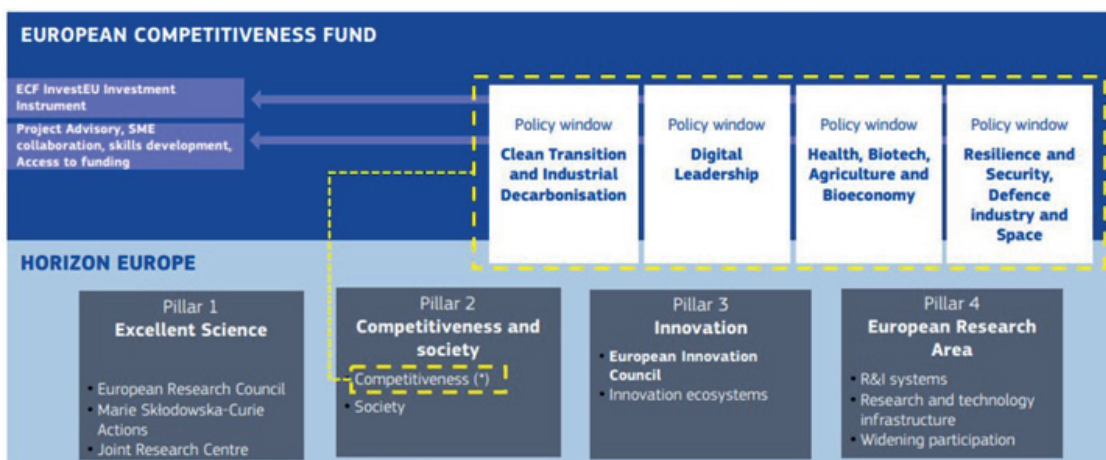 EUROPEAN COMPETITIVENESS FUND
ECF InvestEU Investment
Instrument
Project Advisory, SME
collaboration, skills development,
Access to funding
Policy window
Clean Transition
and Industrial
Decarbonisation
Policy window
Digital
Leadership
Policy window
Health, Biotech,
Agriculture and
Bioeconomy
Policy window
Resilience and
Security,
Defence
industry and
Space
HORIZON EUROPE
Pillar 1
Excellent Science
• European Research Council
• Marie Skłodowska-Curie
Actions
• Joint Research Centre
Pillar 2
Competitiveness and
society
• Competitiveness (*)
• Society
Pillar 3
Innovation
• European Innovation
Council
• Innovation ecosystems
Pillar 4
European Research
Area
• R&I systems
• Research and technology
infrastructure
• Widening participation